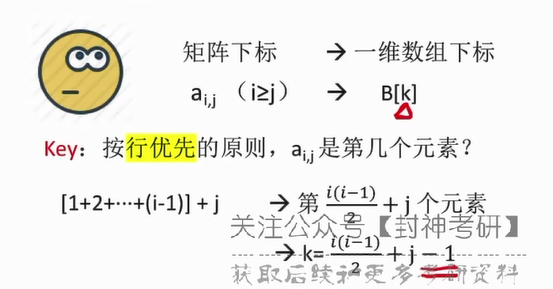 矩阵下标 → 一维数组下标
a_{i,j} （i≥j） → B[k]
Key：按行优先的原则，a_{i,j} 是第几个元素？
[1+2+···+(i-1)] + j → 第 \frac{i(i-1)}{2} + j 个元素
关注公众号【封神考研】
→ k= \frac{i(i-1)}{2} + j − 1
获取后续和更多考研资料